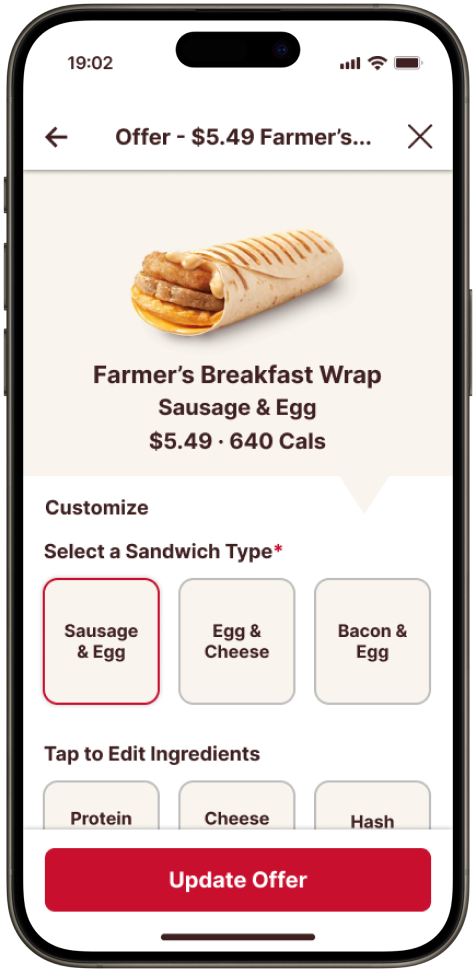 19:02
Offer - $5.49 Farmer’s...
Farmer’s Breakfast Wrap
Sausage & Egg
$5.49 · 640 Cals
Customize
Select a Sandwich Type*
Sausage
& Egg
Egg &
Cheese
Bacon &
Egg
Tap to Edit Ingredients
Protein
Cheese
Hash
Update Offer